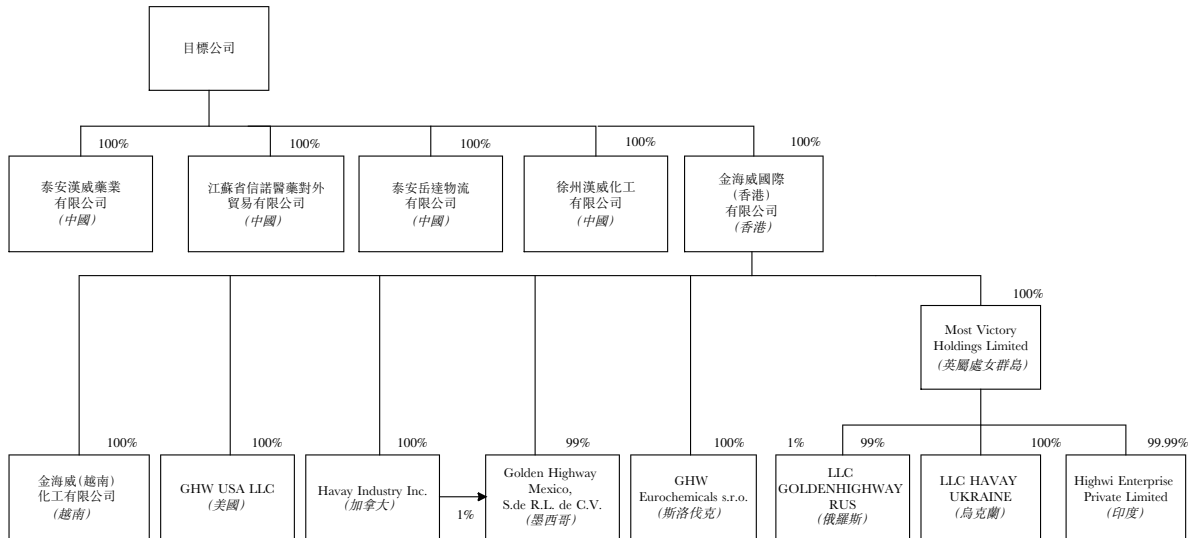 目標公司
100%
100%
100%
100%
100%
泰安漢威藥業
有限公司
(中國)
江蘇省信諾醫藥對外
貿易有限公司
(中國)
泰安岳達物流
有限公司
(中國)
徐州漢威化工
有限公司
(中國)
金海威國際
(香港)
有限公司
(香港)
100%
Most Victory
Holdings Limited
(英屬處女群島)
100%
100%
100%
99%
100%
1%
99%
100%
99.99%
金海威(越南)
化工有限公司
(越南)
GHW USA LLC
(美國)
Havay Industry Inc.
(加拿大)
1%
Golden Highway
Mexico,
S.de R.L. de C.V.
(墨西哥)
GHW
Eurochemicals s.r.o.
(斯洛伐克)
LLC
GOLDENHIGHWAY
RUS
(俄羅斯)
LLC HAVAY
UKRAINE
(烏克蘭)
Highwi Enterprise
Private Limited
(印度)